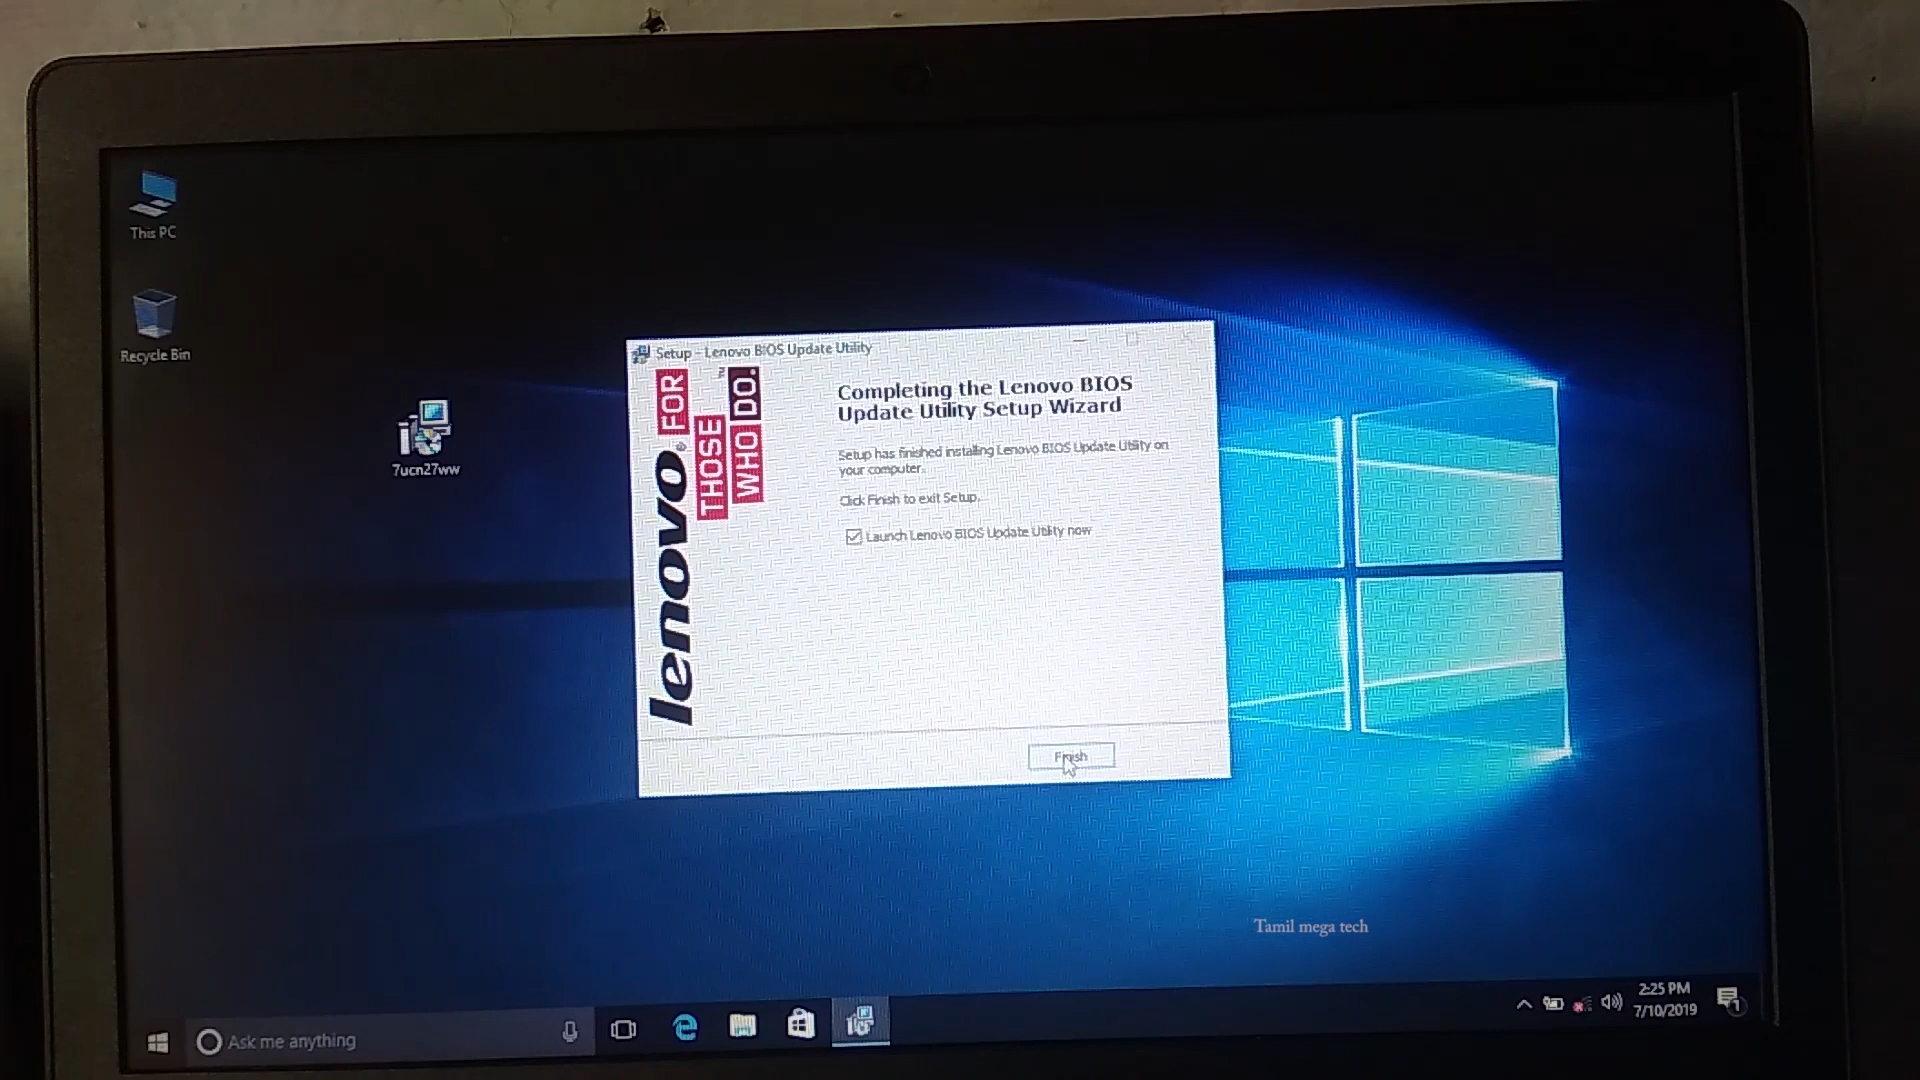 This PC
Recycle Bin
7ucn27ww
Setup - Lenovo BIOS Update Utility
lenovo
FOR
THOSE
WHO DO.
Completing the Lenovo BIOS
Update Utility Setup Wizard
Setup has finished installing Lenovo BIOS Update Utility on
your computer.
Click Finish to exit Setup.
Launch Lenovo BIOS Update Utility now
Finish
Tamil mega tech
Ask me anything
2:25 PM
7/10/2019
1